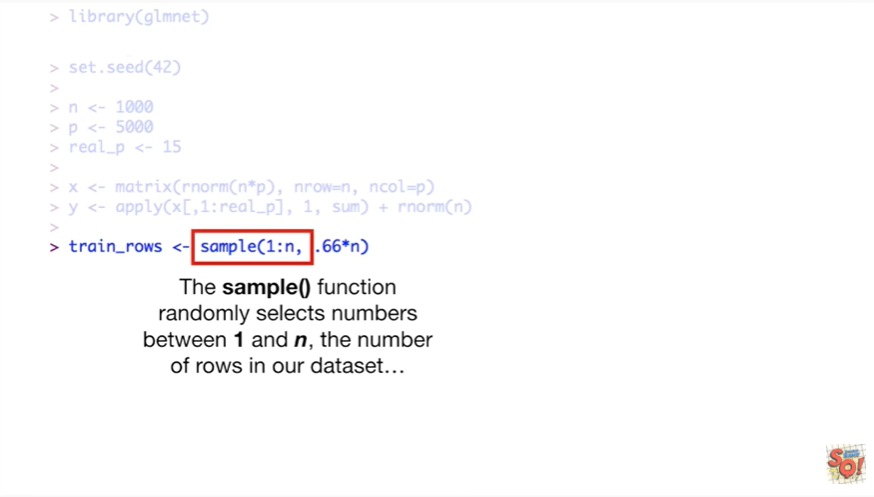 > library(glmnet)
> set.seed(42)
>
> n <- 1000
> p <- 5000
> real_p <- 15
>
> x <- matrix(rnorm(n*p), nrow=n, ncol=p)
> y <- apply(x[,1:real_p], 1, sum) + rnorm(n)
>
> train_rows <- sample(1:n, .66*n)
The sample() function
randomly selects numbers
between 1 and n, the number
of rows in our dataset…
SQ!